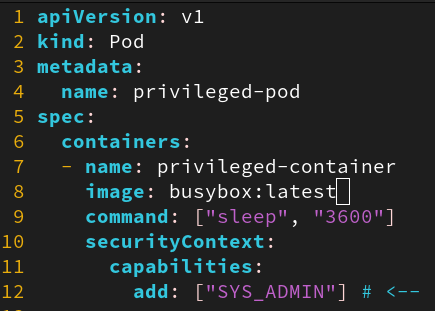 1 apiVersion: v1
2 kind: Pod
3 metadata:
4   name: privileged-pod
5 spec:
6   containers:
7   - name: privileged-container
8     image: busybox:latest
9     command: ["sleep", "3600"]
10     securityContext:
11       capabilities:
12         add: ["SYS_ADMIN"] # <--